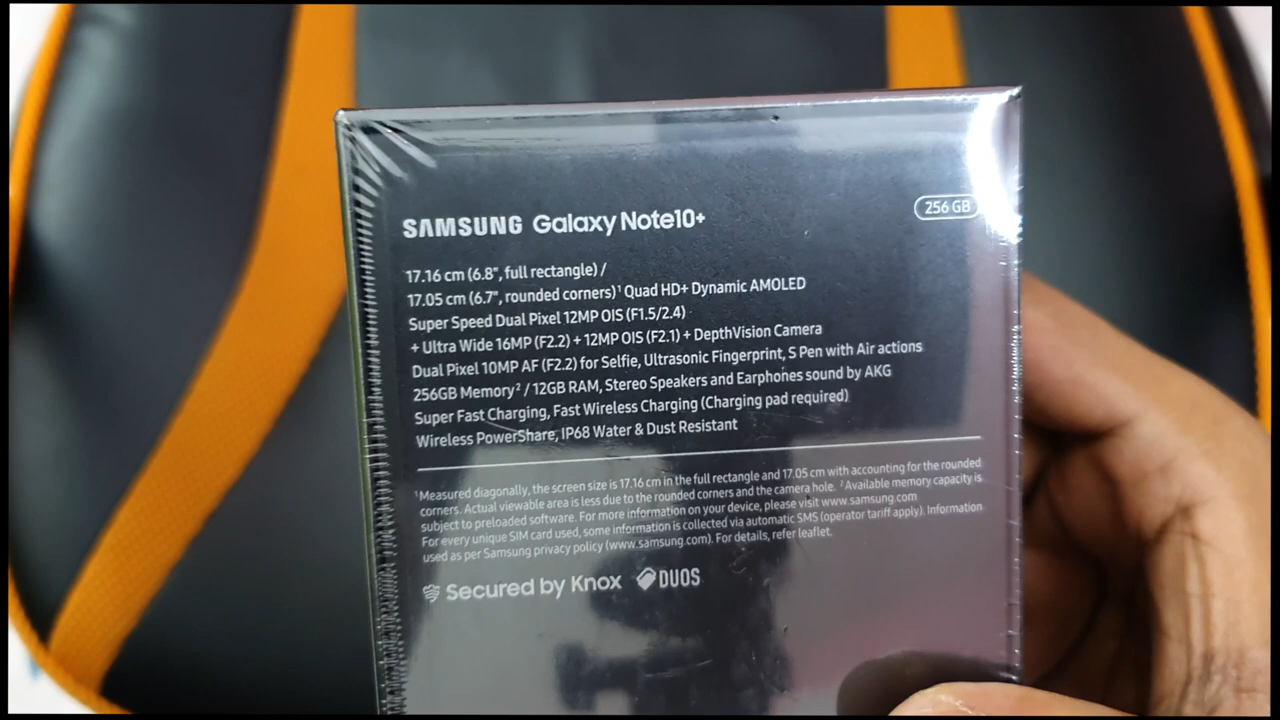 SAMSUNG Galaxy Note10+
256 GB
17.16 cm (6.8", full rectangle) /
17.05 cm (6.7", rounded corners)¹ Quad HD+ Dynamic AMOLED
Super Speed Dual Pixel 12MP OIS (F1.5/2.4)
+ Ultra Wide 16MP (F2.2) + 12MP OIS (F2.1) + DepthVision Camera
Dual Pixel 10MP AF (F2.2) for Selfie, Ultrasonic Fingerprint, S Pen with Air actions
256GB Memory² / 12GB RAM, Stereo Speakers and Earphones sound by AKG
Super Fast Charging, Fast Wireless Charging (Charging pad required)
Wireless PowerShare, IP68 Water & Dust Resistant
¹Measured diagonally, the screen size is 17.16 cm in the full rectangle and 17.05 cm with accounting for the rounded
corners. Actual viewable area is less due to the rounded corners and the camera hole. ²Available memory capacity is
subject to preloaded software. For more information on your device, please visit www.samsung.com
For every unique SIM card used, some information is collected via automatic SMS (operator tariff apply). Information
used as per Samsung privacy policy (www.samsung.com). For details, refer leaflet.
Secured by Knox DUOS